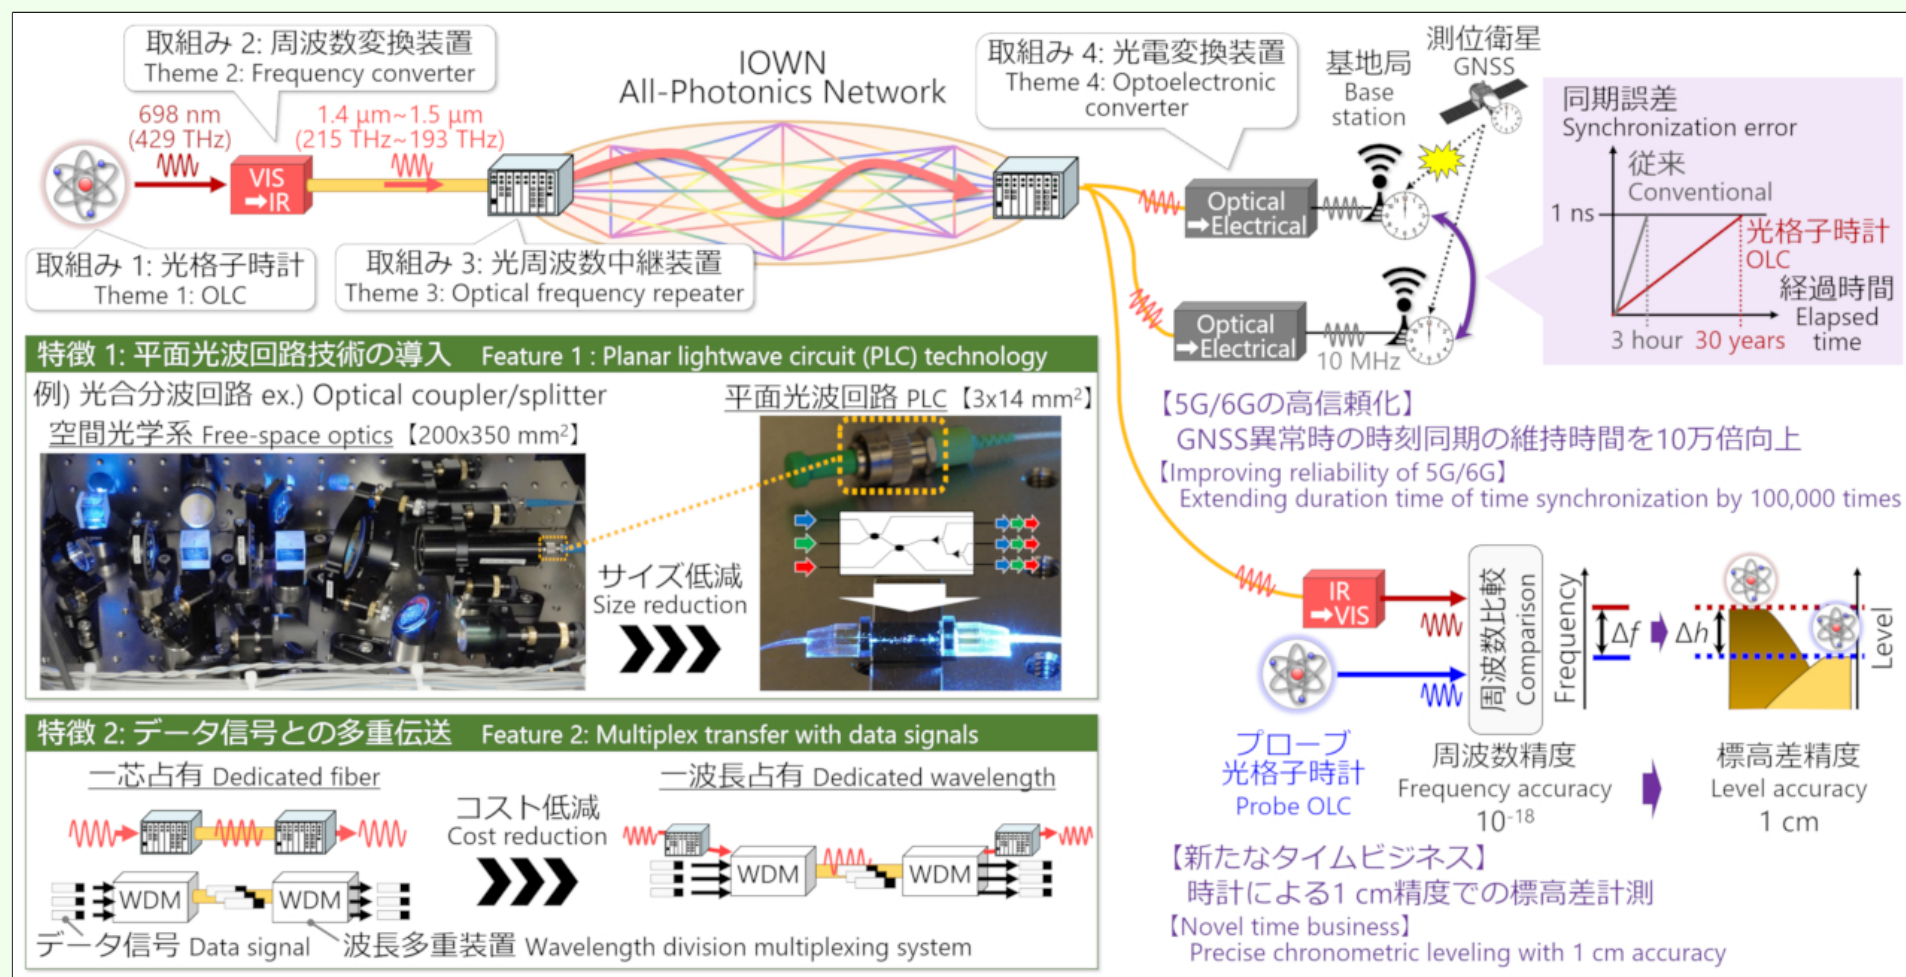 取組み 2: 周波数変換装置
Theme 2: Frequency converter
698 nm
(429 THz)
1.4 µm~1.5 µm
(215 THz~193 THz)
VIS
➡IR
取組み 1: 光格子時計
Theme 1: OLC
IOWN
All-Photonics Network
取組み 3: 光周波数中継装置
Theme 3: Optical frequency repeater
取組み 4: 光電変換装置
Theme 4: Optoelectronic
converter
基地局
Base
station
測位衛星
GNSS
Optical
➡Electrical
Optical
➡Electrical
10 MHz
同期誤差
Synchronization error
従来
Conventional
1 ns
光格子時計
OLC
経過時間
Elapsed
time
3 hour
30 years
【5G/6Gの高信頼化】
GNSS異常時の時刻同期の維持時間を10万倍向上
【Improving reliability of 5G/6G】
Extending duration time of time synchronization by 100,000 times
特徴 1: 平面光波回路技術の導入 Feature 1 : Planar lightwave circuit (PLC) technology
例) 光合分波回路 ex.) Optical coupler/splitter
空間光学系 Free-space optics【200x350 mm²】
平面光波回路 PLC【3x14 mm²】
サイズ低減
Size reduction
特徴 2: データ信号との多重伝送 Feature 2: Multiplex transfer with data signals
一芯占有 Dedicated fiber
一波長占有 Dedicated wavelength
コスト低減
Cost reduction
WDM
WDM
WDM
WDM
データ信号 Data signal
波長多重装置 Wavelength division multiplexing system
IR
➡VIS
周波数比較
Comparison
Frequency
Δf
Δh
Level
プローブ
光格子時計
Probe OLC
周波数精度
Frequency accuracy
10⁻¹⁸
標高差精度
Level accuracy
1 cm
【新たなタイムビジネス】
時計による1 cm精度での標高差計測
【Novel time business】
Precise chronometric leveling with 1 cm accuracy